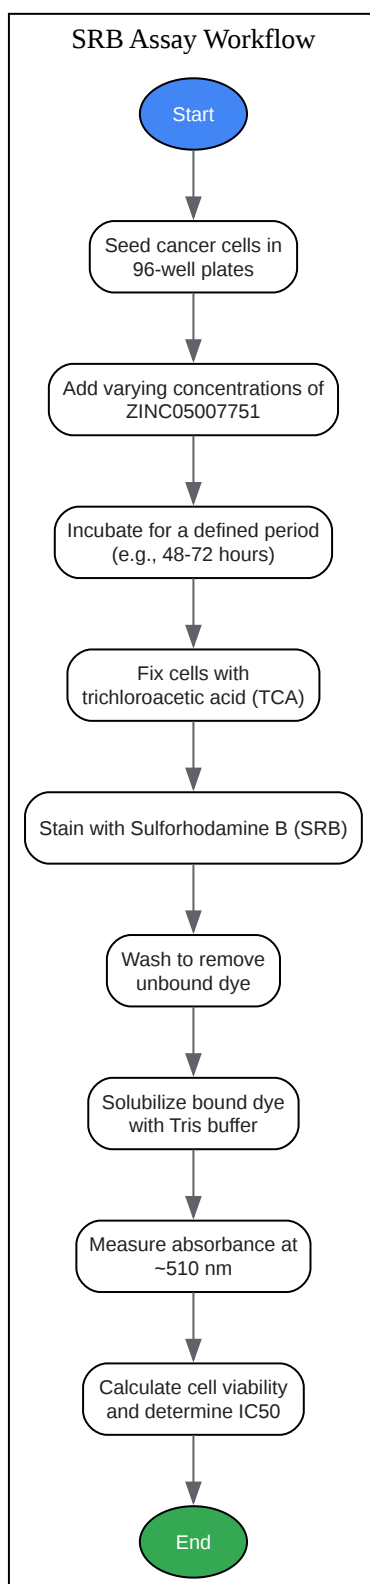 SRB Assay Workflow
Start
Seed cancer cells in
96-well plates
Add varying concentrations of
ZINC05007751
Incubate for a defined period
(e.g., 48-72 hours)
Fix cells with
trichloroacetic acid (TCA)
Stain with Sulforhodamine B (SRB)
Wash to remove
unbound dye
Solubilize bound dye
with Tris buffer
Measure absorbance at
~510 nm
Calculate cell viability
and determine IC50
End